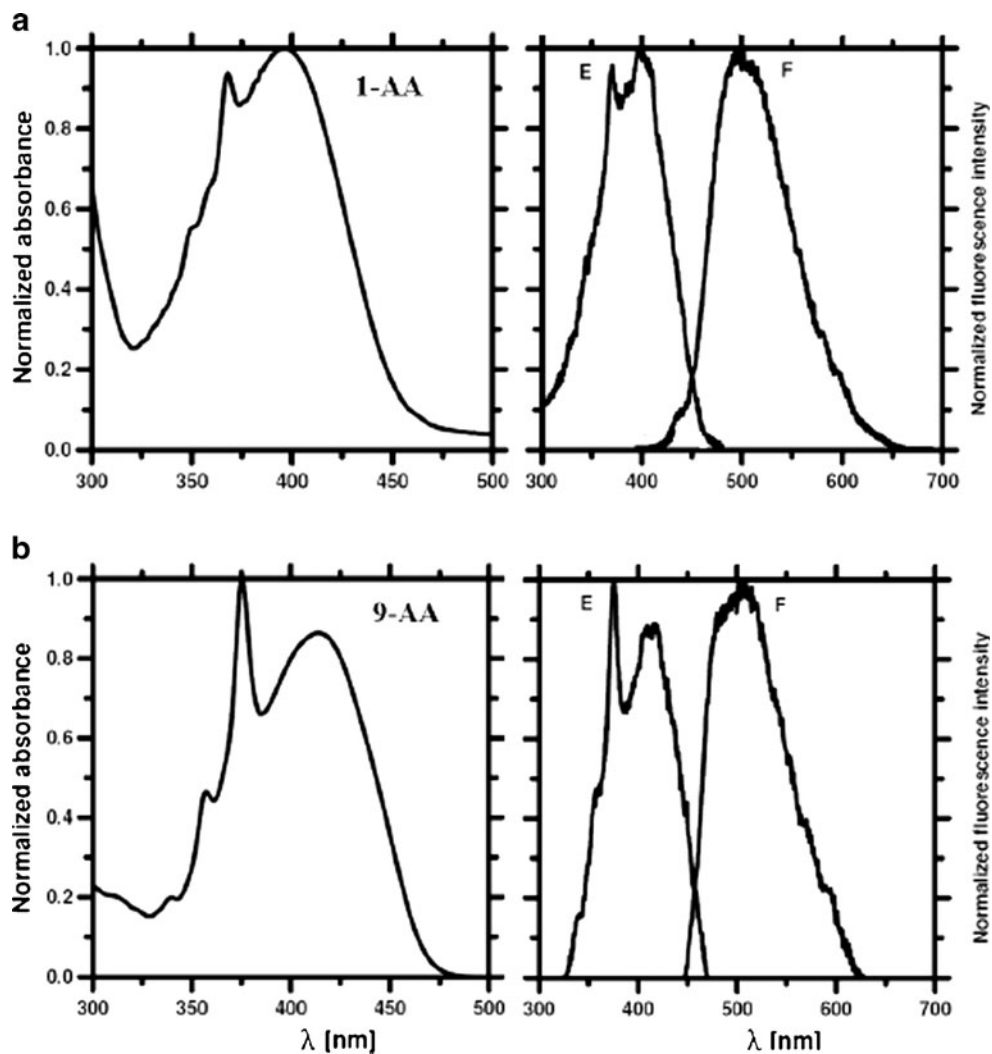 a
1-AA
E F
Normalized absorbance
1.0
0.8
0.6
0.4
0.2
0.0
300 350 400 450 500
300 400 500 600 700
Normalized fluorescence intensity
b
9-AA
E F
Normalized absorbance
1.0
0.8
0.6
0.4
0.2
0.0
300 350 400 450 500
300 400 500 600 700
λ [nm]
λ [nm]
Normalized fluorescence intensity